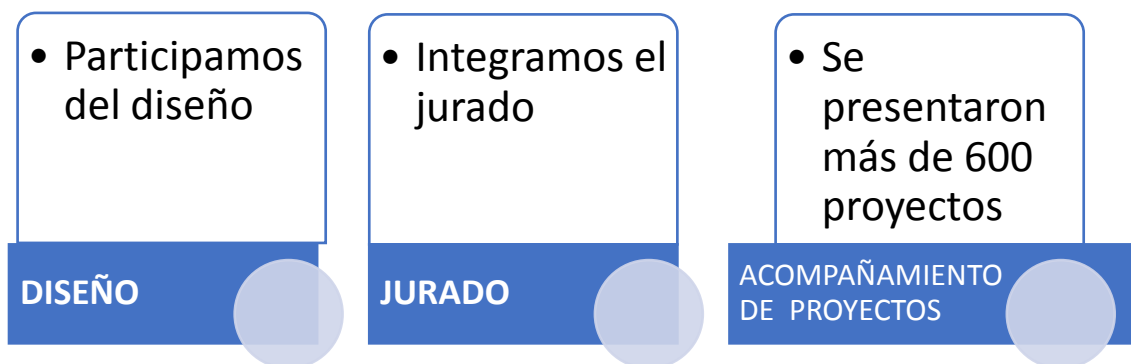 • Participamos
del diseño
DISEÑO
• Integramos el
jurado
JURADO
• Se
presentaron
más de 600
proyectos
ACOMPAÑAMIENTO
DE PROYECTOS